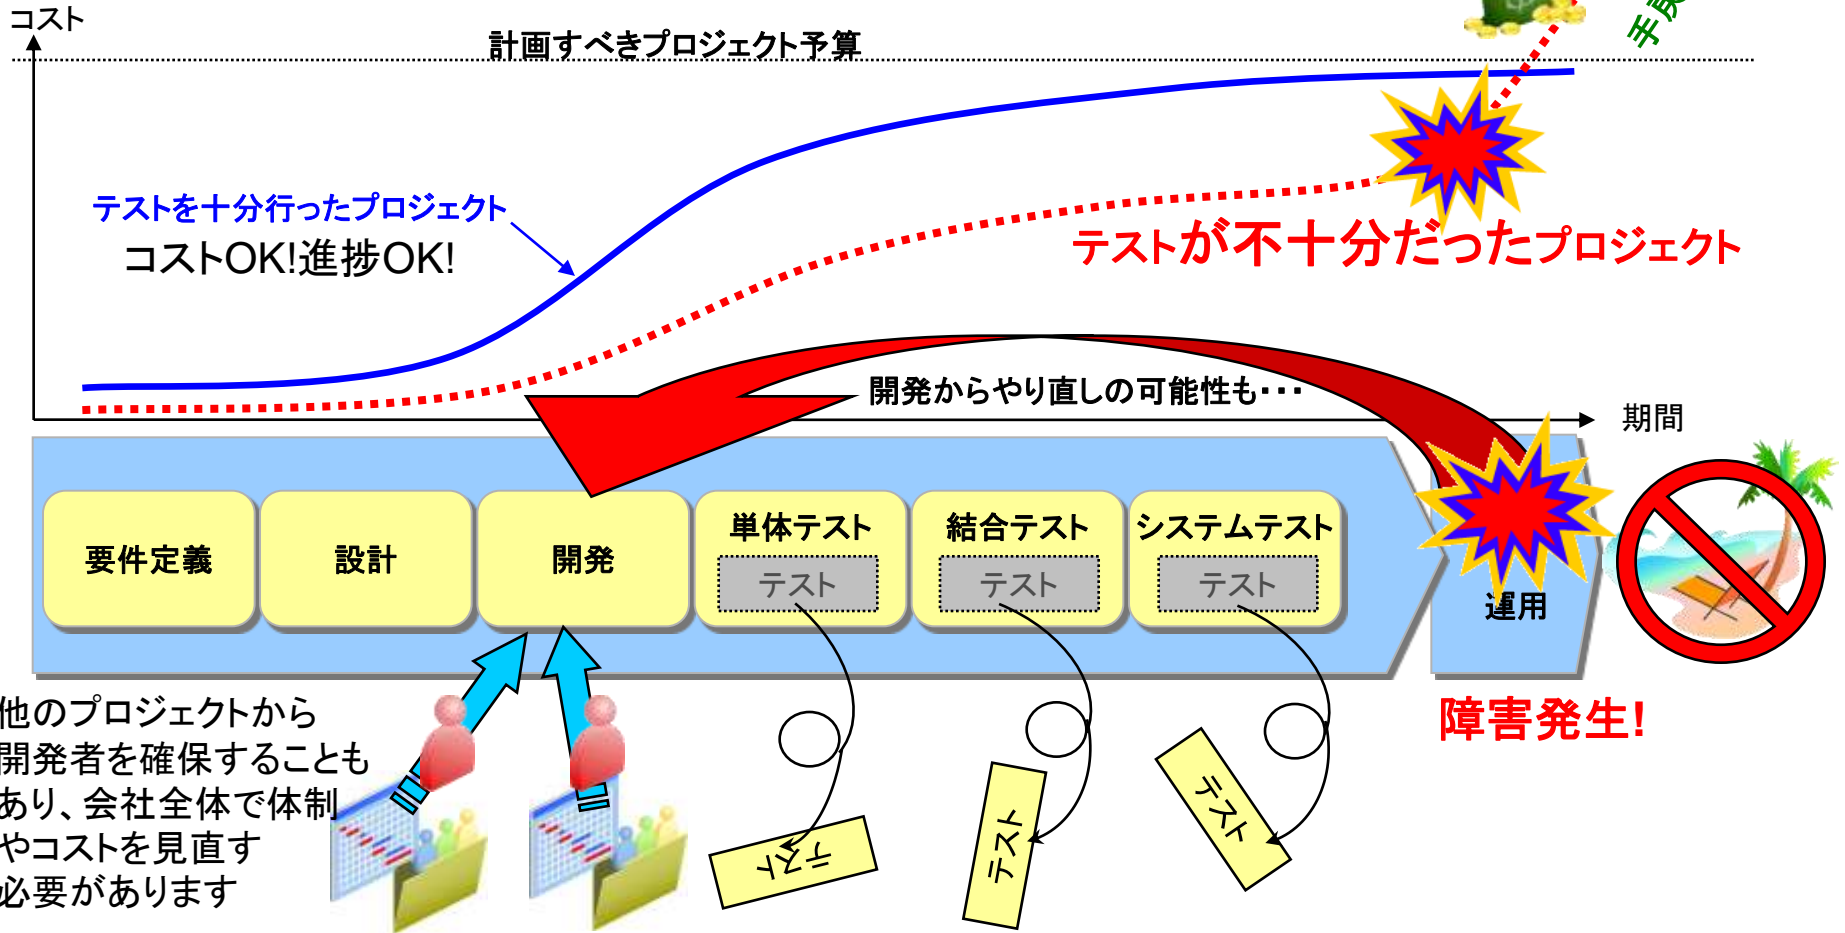 コスト
計画すべきプロジェクト予算
手戻
テストを十分行ったプロジェクト
コストOK!進捗OK!
テストが不十分だったプロジェクト
開発からやり直しの可能性も・・・
期間
要件定義
設計
開発
単体テスト
テスト
結合テスト
テスト
システムテスト
テスト
運用
障害発生!
他のプロジェクトから
開発者を確保することも
あり、会社全体で体制
やコストを見直す
必要があります
テスト
テスト
テスト